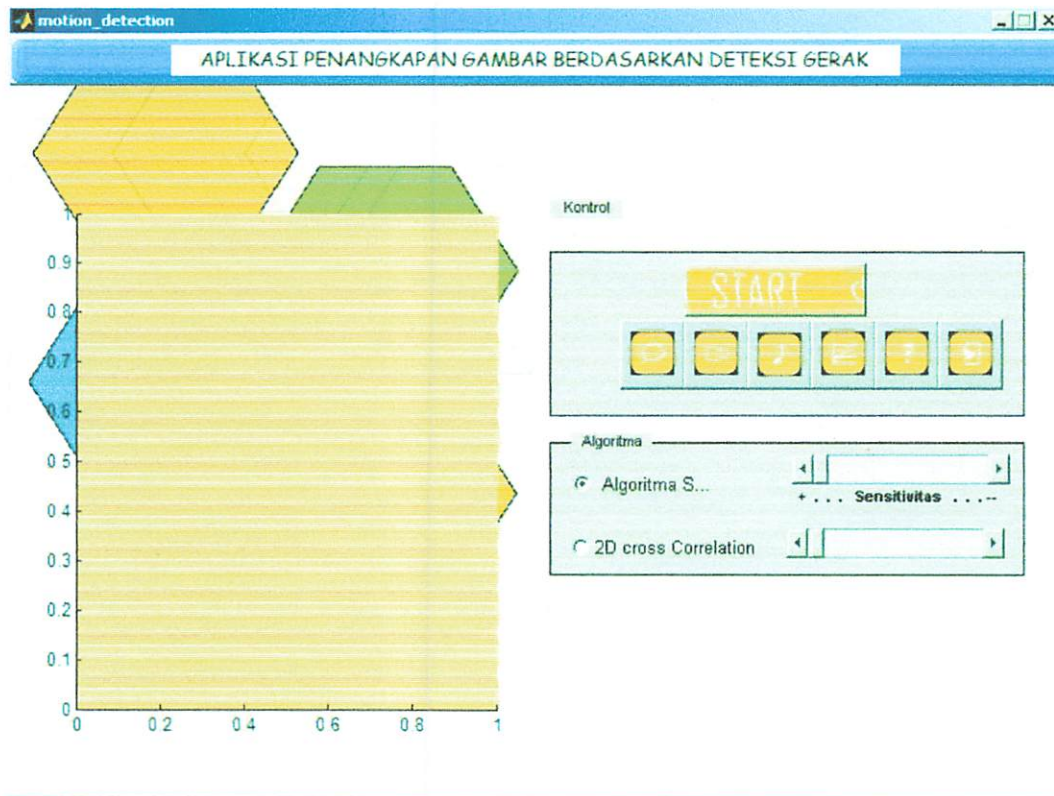 motion_detection
APLIKASI PENANGKAPAN GAMBAR BERDASARKAN DETEKSI GERAK
Kontrol
START
Algoritma
Algoritma S...
+ . . . Sensitivitas . . .--
2D cross Correlation
1
0.9
0.8
0.7
0.6
0.5
0.4
0.3
0.2
0.1
0
0 0.2 0.4 0.6 0.8 1